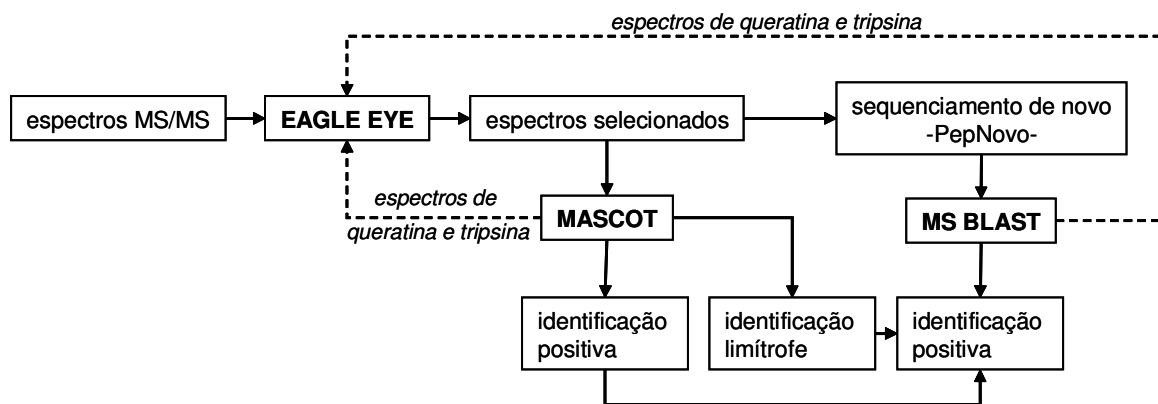 espectros de queratina e tripsina
espectros MS/MS
EAGLE EYE
espectros selecionados
sequenciamento de novo
-PepNovo-
espectros de
queratina e tripsina
MASCOT
MS BLAST
identificação
positiva
identificação
limítrofe
identificação
positiva